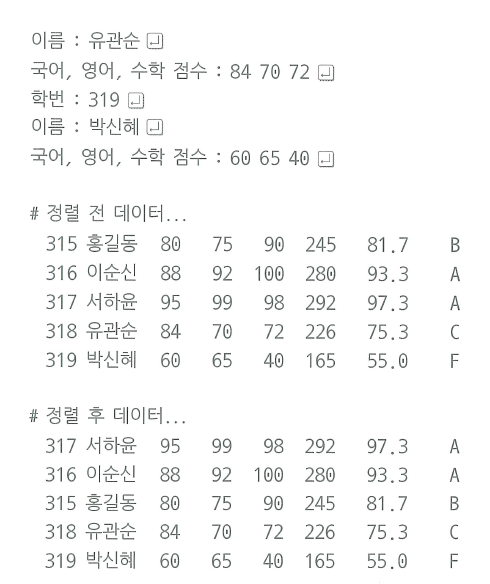 이름 : 유관순 ↵
국어, 영어, 수학 점수 : 84 70 72 ↵
학번 : 319 ↵
이름 : 박신혜 ↵
국어, 영어, 수학 점수 : 60 65 40 ↵
# 정렬 전 데이터...
315 홍길동 80 75 90 245 81.7 B
316 이순신 88 92 100 280 93.3 A
317 서하윤 95 99 98 292 97.3 A
318 유관순 84 70 72 226 75.3 C
319 박신혜 60 65 40 165 55.0 F
# 정렬 후 데이터...
317 서하윤 95 99 98 292 97.3 A
316 이순신 88 92 100 280 93.3 A
315 홍길동 80 75 90 245 81.7 B
318 유관순 84 70 72 226 75.3 C
319 박신혜 60 65 40 165 55.0 F